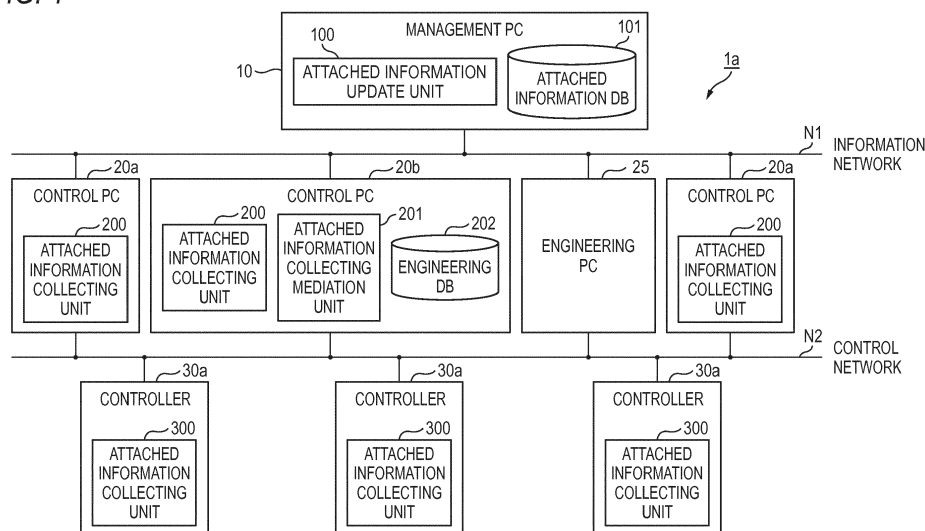 MANAGEMENT PC
100
101
10
ATTACHED INFORMATION
UPDATE UNIT
ATTACHED
INFORMATION DB
1a
N1
INFORMATION
NETWORK
20a
CONTROL PC
200
ATTACHED
INFORMATION
COLLECTING
UNIT
20b
CONTROL PC
200
ATTACHED
INFORMATION
COLLECTING
UNIT
201
ATTACHED
INFORMATION
COLLECTING
MEDIATION
UNIT
202
ENGINEERING
DB
25
ENGINEERING
PC
20a
CONTROL PC
200
ATTACHED
INFORMATION
COLLECTING
UNIT
N2
CONTROL
NETWORK
30a
CONTROLLER
300
ATTACHED
INFORMATION
COLLECTING
UNIT
30a
CONTROLLER
300
ATTACHED
INFORMATION
COLLECTING
UNIT
30a
CONTROLLER
300
ATTACHED
INFORMATION
COLLECTING
UNIT